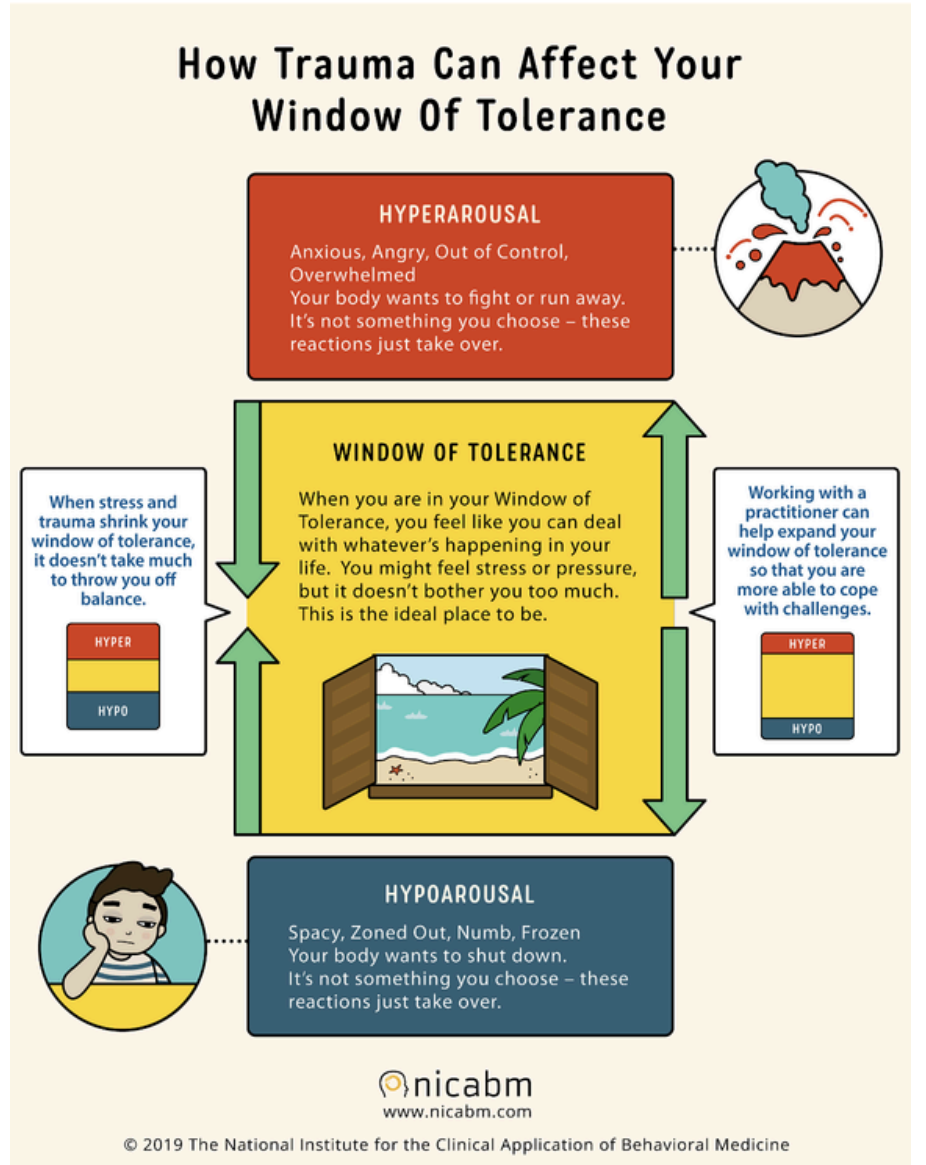 How Trauma Can Affect Your
Window Of Tolerance
HYPERAROUSAL
Anxious, Angry, Out of Control,
Overwhelmed
Your body wants to fight or run away.
It's not something you choose – these
reactions just take over.
When stress and
trauma shrink your
window of tolerance,
it doesn't take much
to throw you off
balance.
HYPER
HYPO
WINDOW OF TOLERANCE
When you are in your Window of
Tolerance, you feel like you can deal
with whatever's happening in your
life. You might feel stress or pressure,
but it doesn't bother you too much.
This is the ideal place to be.
Working with a
practitioner can
help expand your
window of tolerance
so that you are
more able to cope
with challenges.
HYPER
HYPO
HYPOAROUSAL
Spacy, Zoned Out, Numb, Frozen
Your body wants to shut down.
It's not something you choose – these
reactions just take over.
nicabm
www.nicabm.com
© 2019 The National Institute for the Clinical Application of Behavioral Medicine